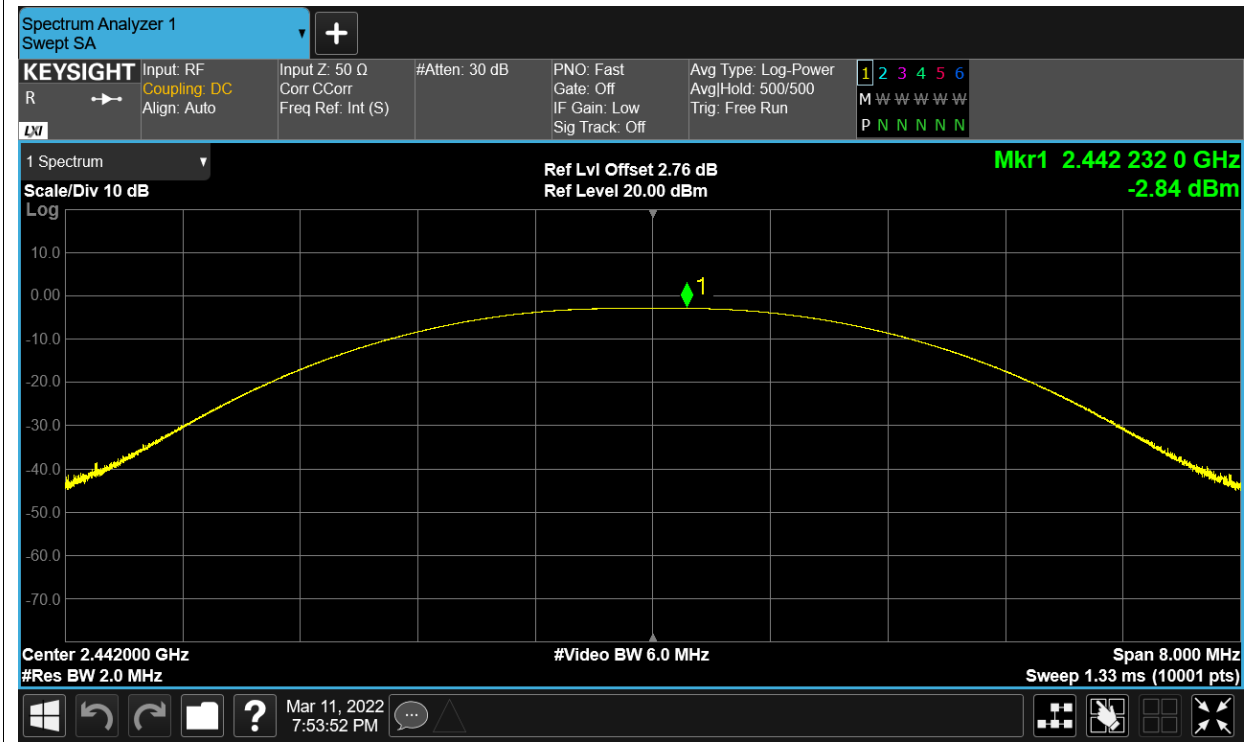 Spectrum Analyzer 1
Swept SA
+
KEYSIGHT
R
LXI
Input: RF
Coupling: DC
Align: Auto
Input Z: 50 Ω
Corr CCorr
Freq Ref: Int (S)
#Atten: 30 dB
PNO: Fast
Gate: Off
IF Gain: Low
Sig Track: Off
Avg Type: Log-Power
Avg|Hold: 500/500
Trig: Free Run
1 2 3 4 5 6
M W W W W W
P N N N N N
1 Spectrum
Scale/Div 10 dB
Log
Ref Lvl Offset 2.76 dB
Ref Level 20.00 dBm
Mkr1 2.442 232 0 GHz
-2.84 dBm
10.0
0.00
-10.0
-20.0
-30.0
-40.0
-50.0
-60.0
-70.0
1
Center 2.442000 GHz
#Res BW 2.0 MHz
#Video BW 6.0 MHz
Span 8.000 MHz
Sweep 1.33 ms (10001 pts)
?
Mar 11, 2022
7:53:52 PM